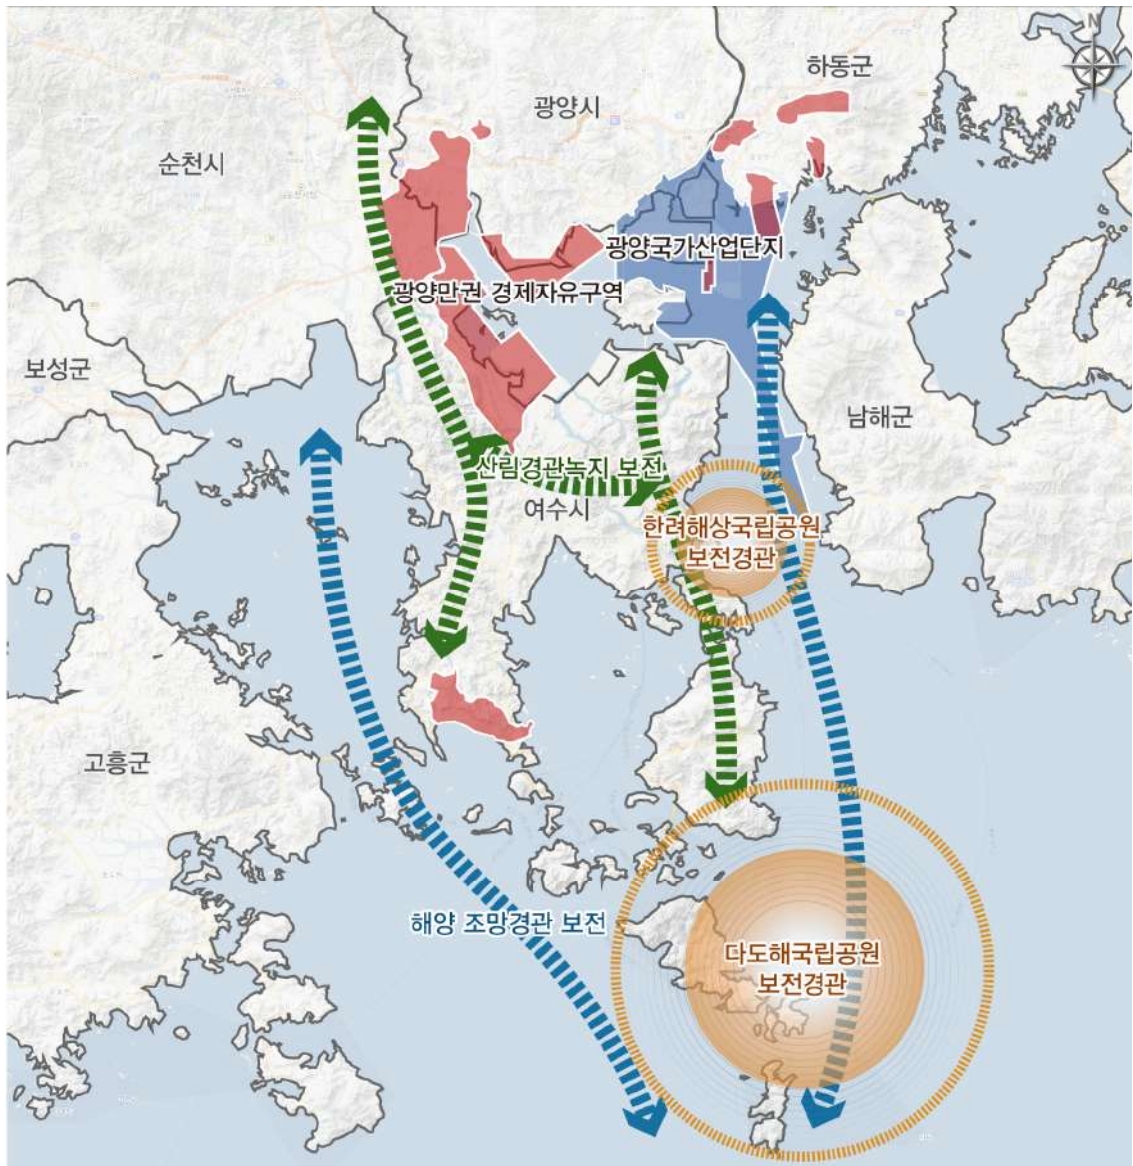 N
하동군
광양시
순천시
광양국가산업단지
광양만권 경제자유구역
보성군
남해군
산림경관녹지 보전
여수시
한려해상국립공원
보전경관
고흥군
해양 조망경관 보전
다도해국립공원
보전경관